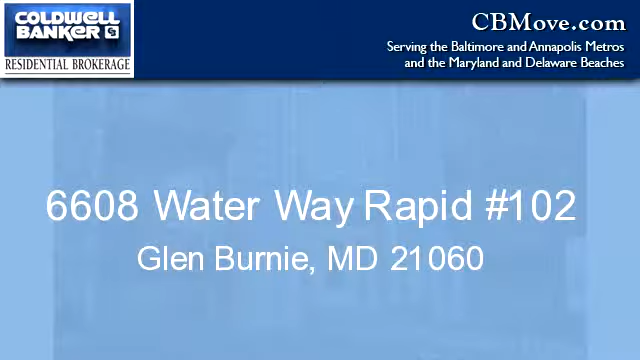 COLDWELL
BANKER CB
RESIDENTIAL BROKERAGE
CBMove.com
Serving the Baltimore and Annapolis Metros
and the Maryland and Delaware Beaches
6608 Water Way Rapid #102
Glen Burnie, MD 21060